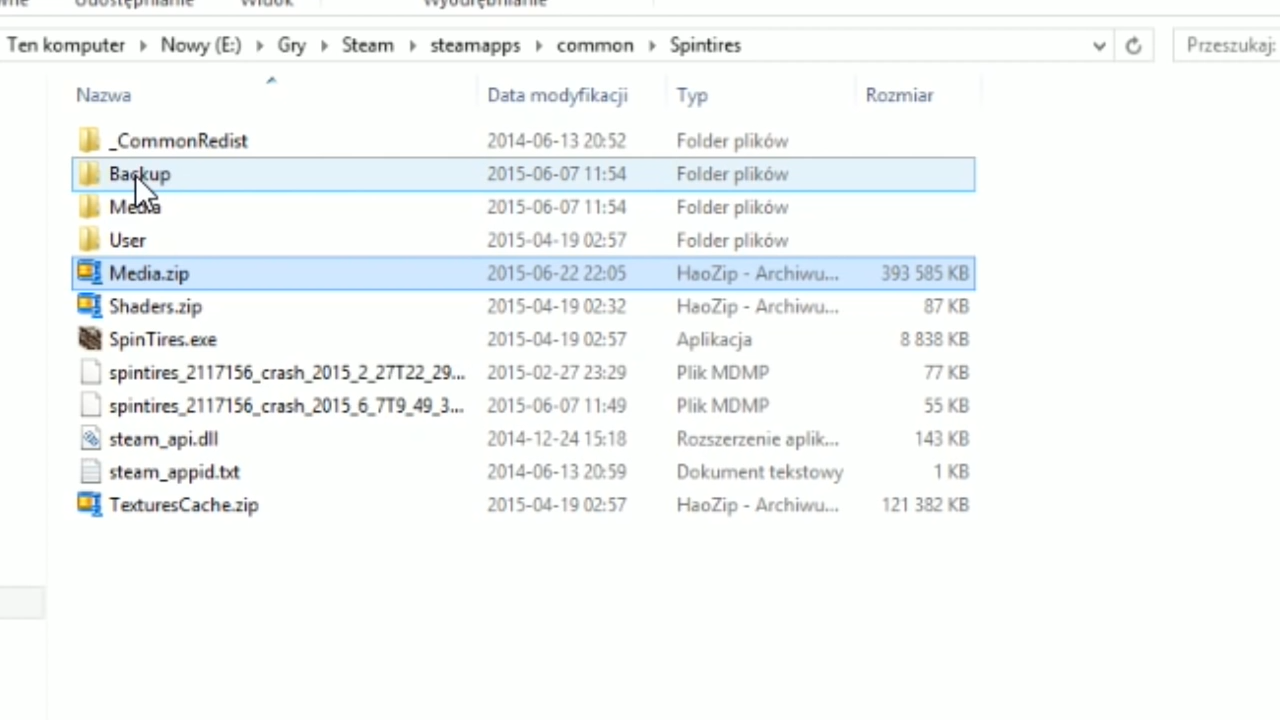 Udostępnianie Widok Wyodrębnianie
Ten komputer Nowy (E:) Gry Steam steamapps common Spintires Przeszukaj:
Nazwa Data modyfikacji Typ Rozmiar
_CommonRedist 2014-06-13 20:52 Folder plików
Backup 2015-06-07 11:54 Folder plików
Media 2015-06-07 11:54 Folder plików
User 2015-04-19 02:57 Folder plików
Media.zip 2015-06-22 22:05 HaoZip - Archiwu... 393 585 KB
Shaders.zip 2015-04-19 02:32 HaoZip - Archiwu... 87 KB
SpinTires.exe 2015-04-19 02:57 Aplikacja 8 838 KB
spintires_2117156_crash_2015_2_27T22_29... 2015-02-27 23:29 Plik MDMP 77 KB
spintires_2117156_crash_2015_6_7T9_49_3... 2015-06-07 11:49 Plik MDMP 55 KB
steam_api.dll 2014-12-24 15:18 Rozszerzenie aplik... 143 KB
steam_appid.txt 2014-06-13 20:59 Dokument tekstowy 1 KB
TexturesCache.zip 2015-04-19 02:57 HaoZip - Archiwu... 121 382 KB